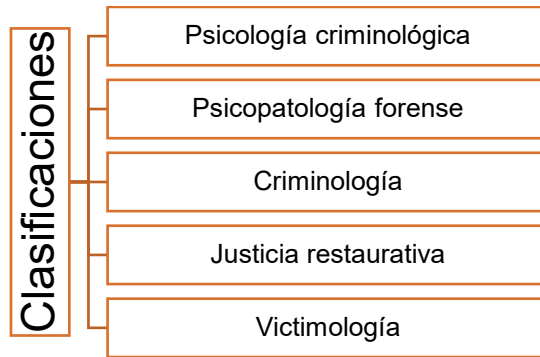 Clasificaciones
Psicología criminológica
Psicopatología forense
Criminología
Justicia restaurativa
Victimología